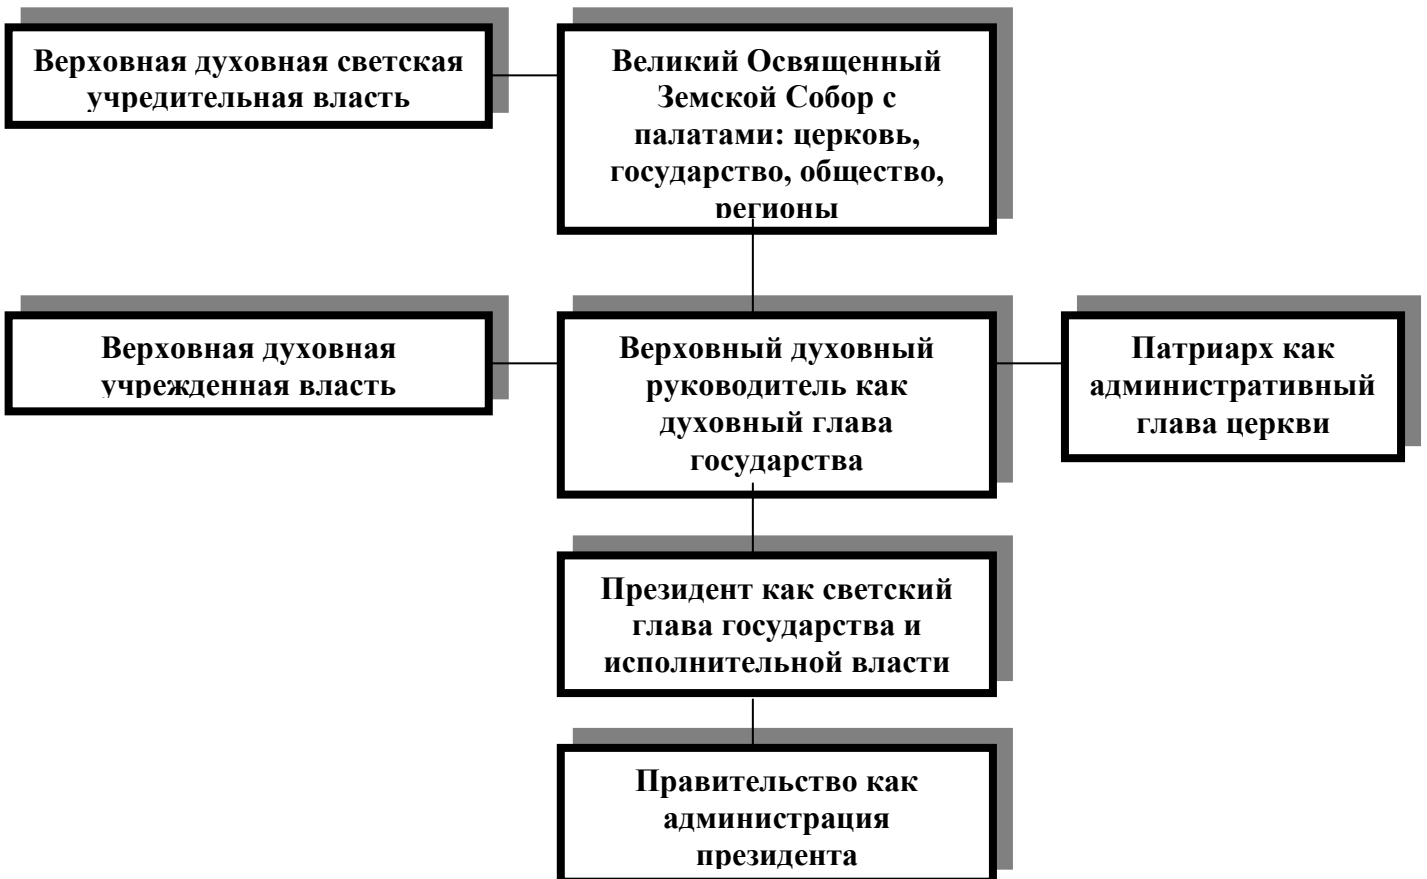 Верховная духовная светская
учредительная власть
Великий Освященный
Земской Собор с
палатами: церковь,
государство, общество,
регионы
Верховная духовная
учрежденная власть
Верховный духовный
руководитель как
духовный глава
государства
Патриарх как
административный
глава церкви
Президент как светский
глава государства и
исполнительной власти
Правительство как
администрация
президента